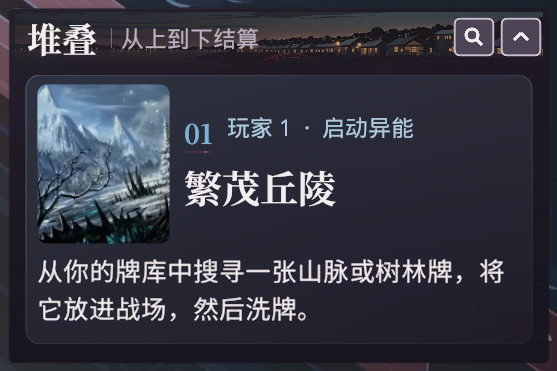 堆叠 从上到下结算
01 玩家 1 · 启动异能
繁茂丘陵
从你的牌库中搜寻一张山脉或树林牌，将
它放进战场，然后洗牌。